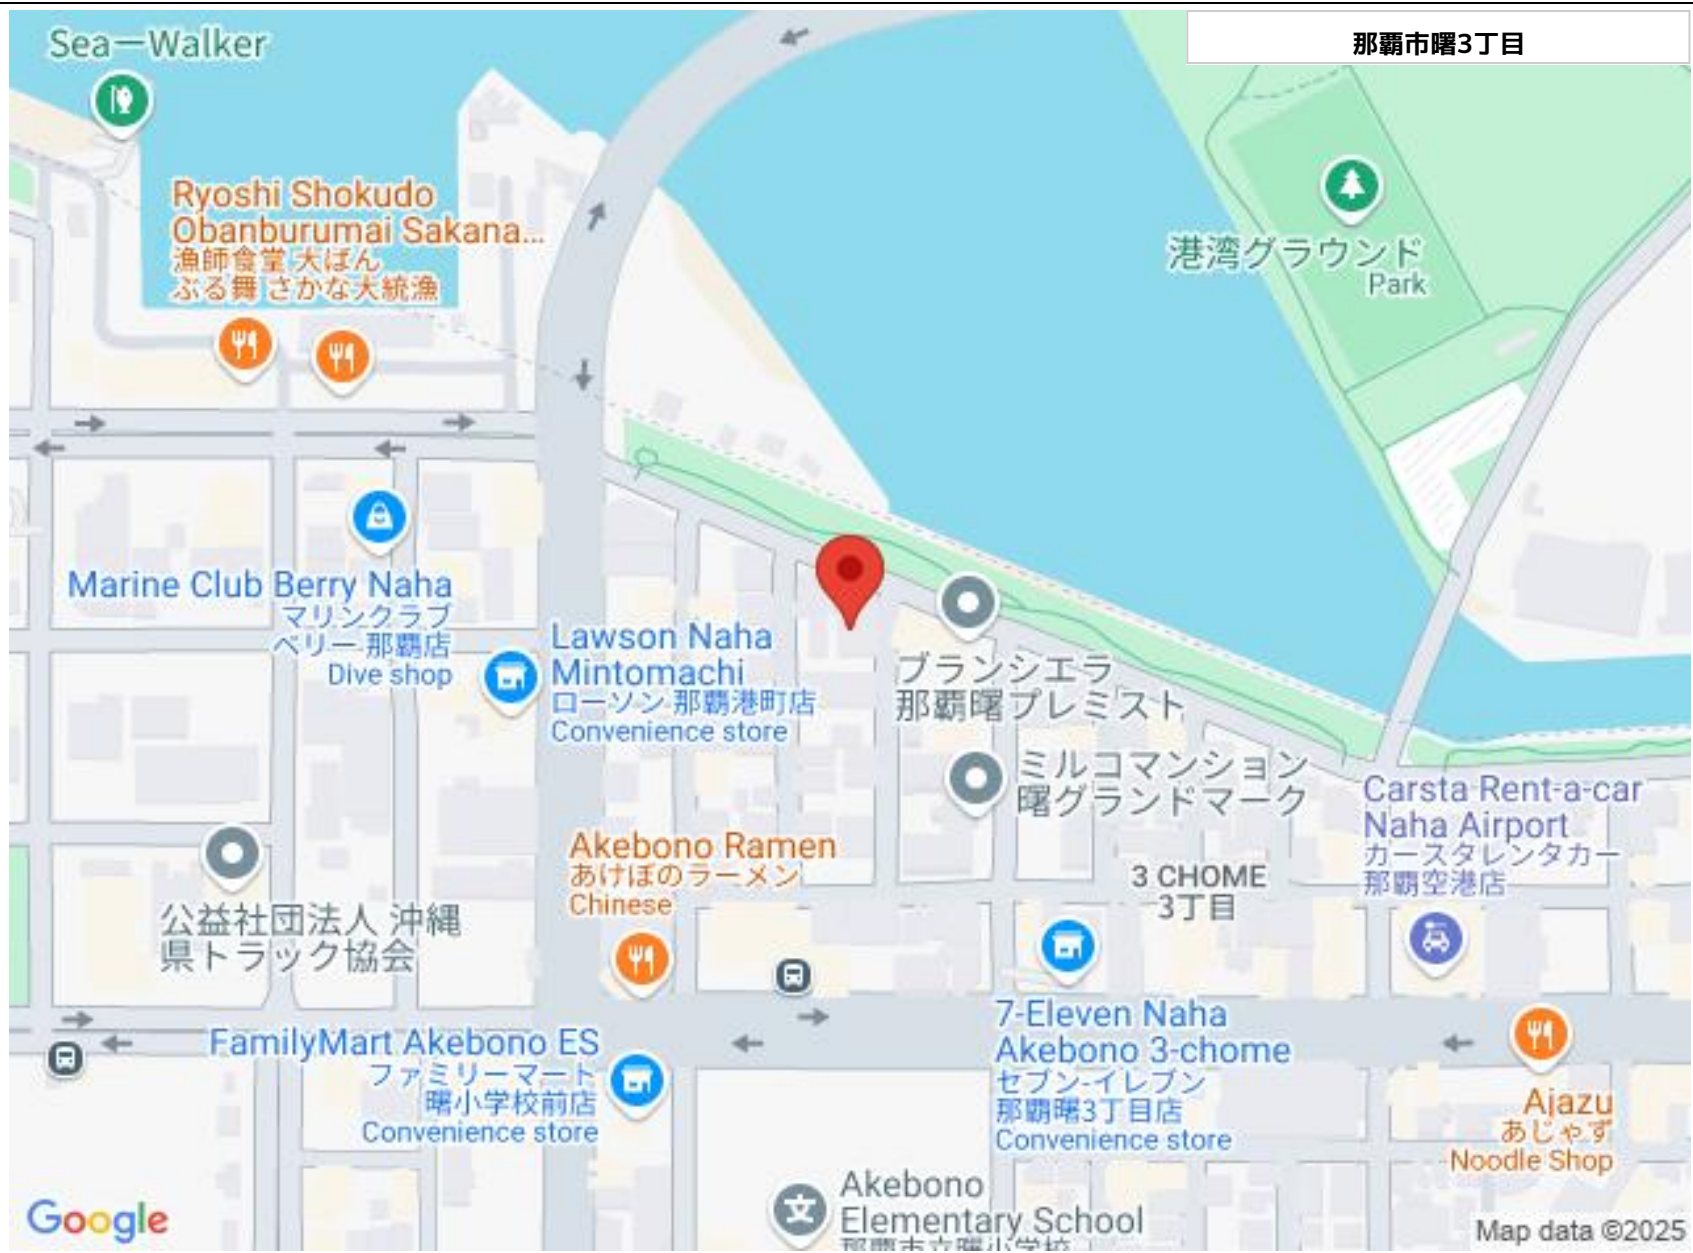 那覇市曙3丁目
Sea－Walker
Ryoshi Shokudo
Obanburumai Sakana...
漁師食堂 大ばん
ぶる舞 さかな大統漁
港湾グラウンド
Park
Marine Club Berry Naha
マリンクラブ
ベリー 那覇店
Dive shop
Lawson Naha
Mintomachi
ローソン 那覇港町店
Convenience store
ブランシエラ
那覇曙プレミスト
ミルコマンション
曙グランドマーク
Carsta Rent-a-car
Naha Airport
カースタレンタカー
那覇空港店
Akebono Ramen
あけぼのラーメン
Chinese
3 CHOME
3丁目
公益社団法人 沖縄
県トラック協会
7-Eleven Naha
Akebono 3-chome
セブン-イレブン
那覇曙3丁目店
Convenience store
FamilyMart Akebono ES
ファミリーマート
曙小学校前店
Convenience store
Ajazu
あじゃず
Noodle Shop
Akebono
Elementary School
那覇市立曙小学校
文
Google
Map data ©2025